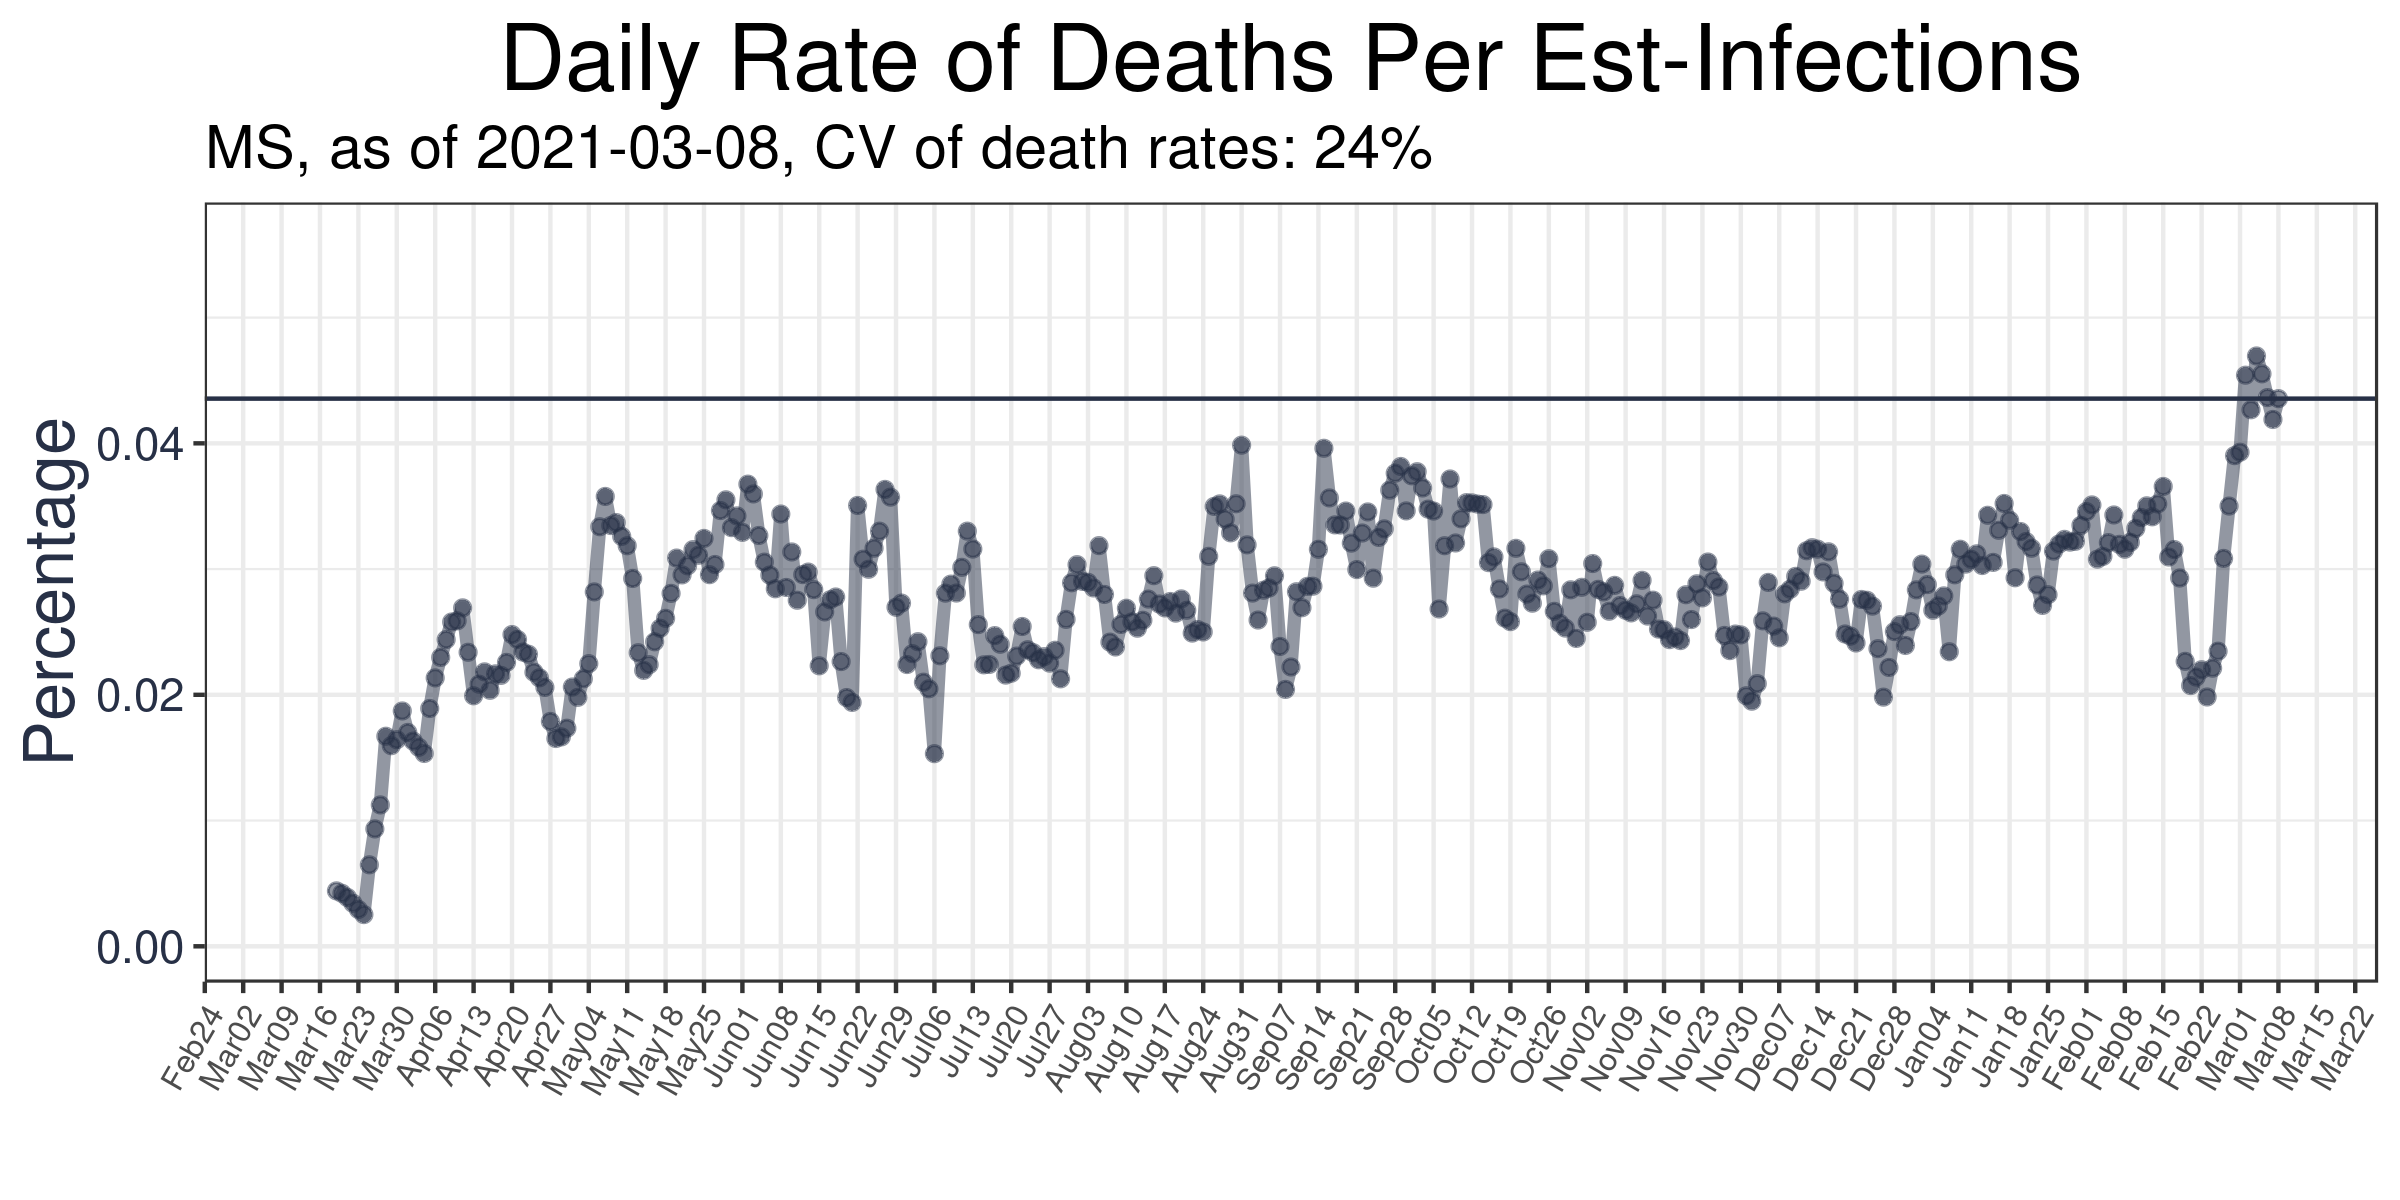 Daily Rate of Deaths Per Est-Infections
MS, as of 2021-03-08, CV of death rates: 24%
Percentage
0.04
0.02
0.00
Feb24
Mar02
Mar09
Mar16
Mar23
Mar30
Apr06
Apr13
Apr20
Apr27
May04
May11
May18
May25
Jun01
Jun08
Jun15
Jun22
Jun29
Jul06
Jul13
Jul20
Jul27
Aug03
Aug10
Aug17
Aug24
Aug31
Sep07
Sep14
Sep21
Sep28
Oct05
Oct12
Oct19
Oct26
Nov02
Nov09
Nov16
Nov23
Nov30
Dec07
Dec14
Dec21
Dec28
Jan04
Jan11
Jan18
Jan25
Feb01
Feb08
Feb15
Feb22
Mar01
Mar08
Mar15
Mar22